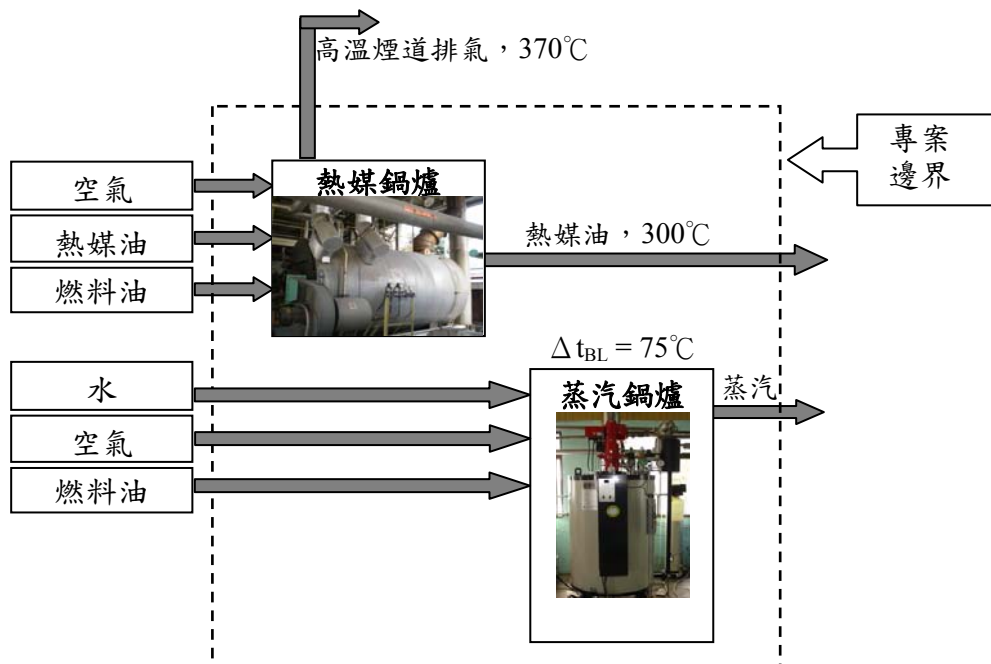 高溫煙道排氣，370℃
專案
邊界
空氣
熱媒鍋爐
熱媒油
熱媒油，300℃
燃料油
Δ tBL = 75℃
水
蒸汽鍋爐
蒸汽
空氣
燃料油